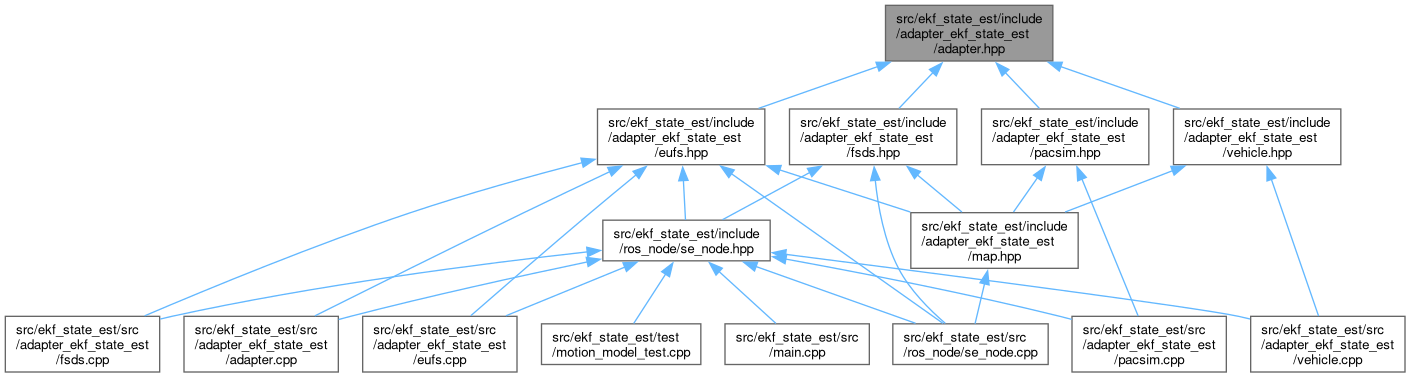 src/ekf_state_est/include
/adapter_ekf_state_est
/adapter.hpp
src/ekf_state_est/include
/adapter_ekf_state_est
/eufs.hpp
src/ekf_state_est/include
/adapter_ekf_state_est
/fsds.hpp
src/ekf_state_est/include
/adapter_ekf_state_est
/pacsim.hpp
src/ekf_state_est/include
/adapter_ekf_state_est
/vehicle.hpp
src/ekf_state_est/include
/ros_node/se_node.hpp
src/ekf_state_est/include
/adapter_ekf_state_est
/map.hpp
src/ekf_state_est/src
/adapter_ekf_state_est
/fsds.cpp
src/ekf_state_est/src
/adapter_ekf_state_est
/adapter.cpp
src/ekf_state_est/src
/adapter_ekf_state_est
/eufs.cpp
src/ekf_state_est/test
/motion_model_test.cpp
src/ekf_state_est/src
/main.cpp
src/ekf_state_est/src
/ros_node/se_node.cpp
src/ekf_state_est/src
/adapter_ekf_state_est
/pacsim.cpp
src/ekf_state_est/src
/adapter_ekf_state_est
/vehicle.cpp